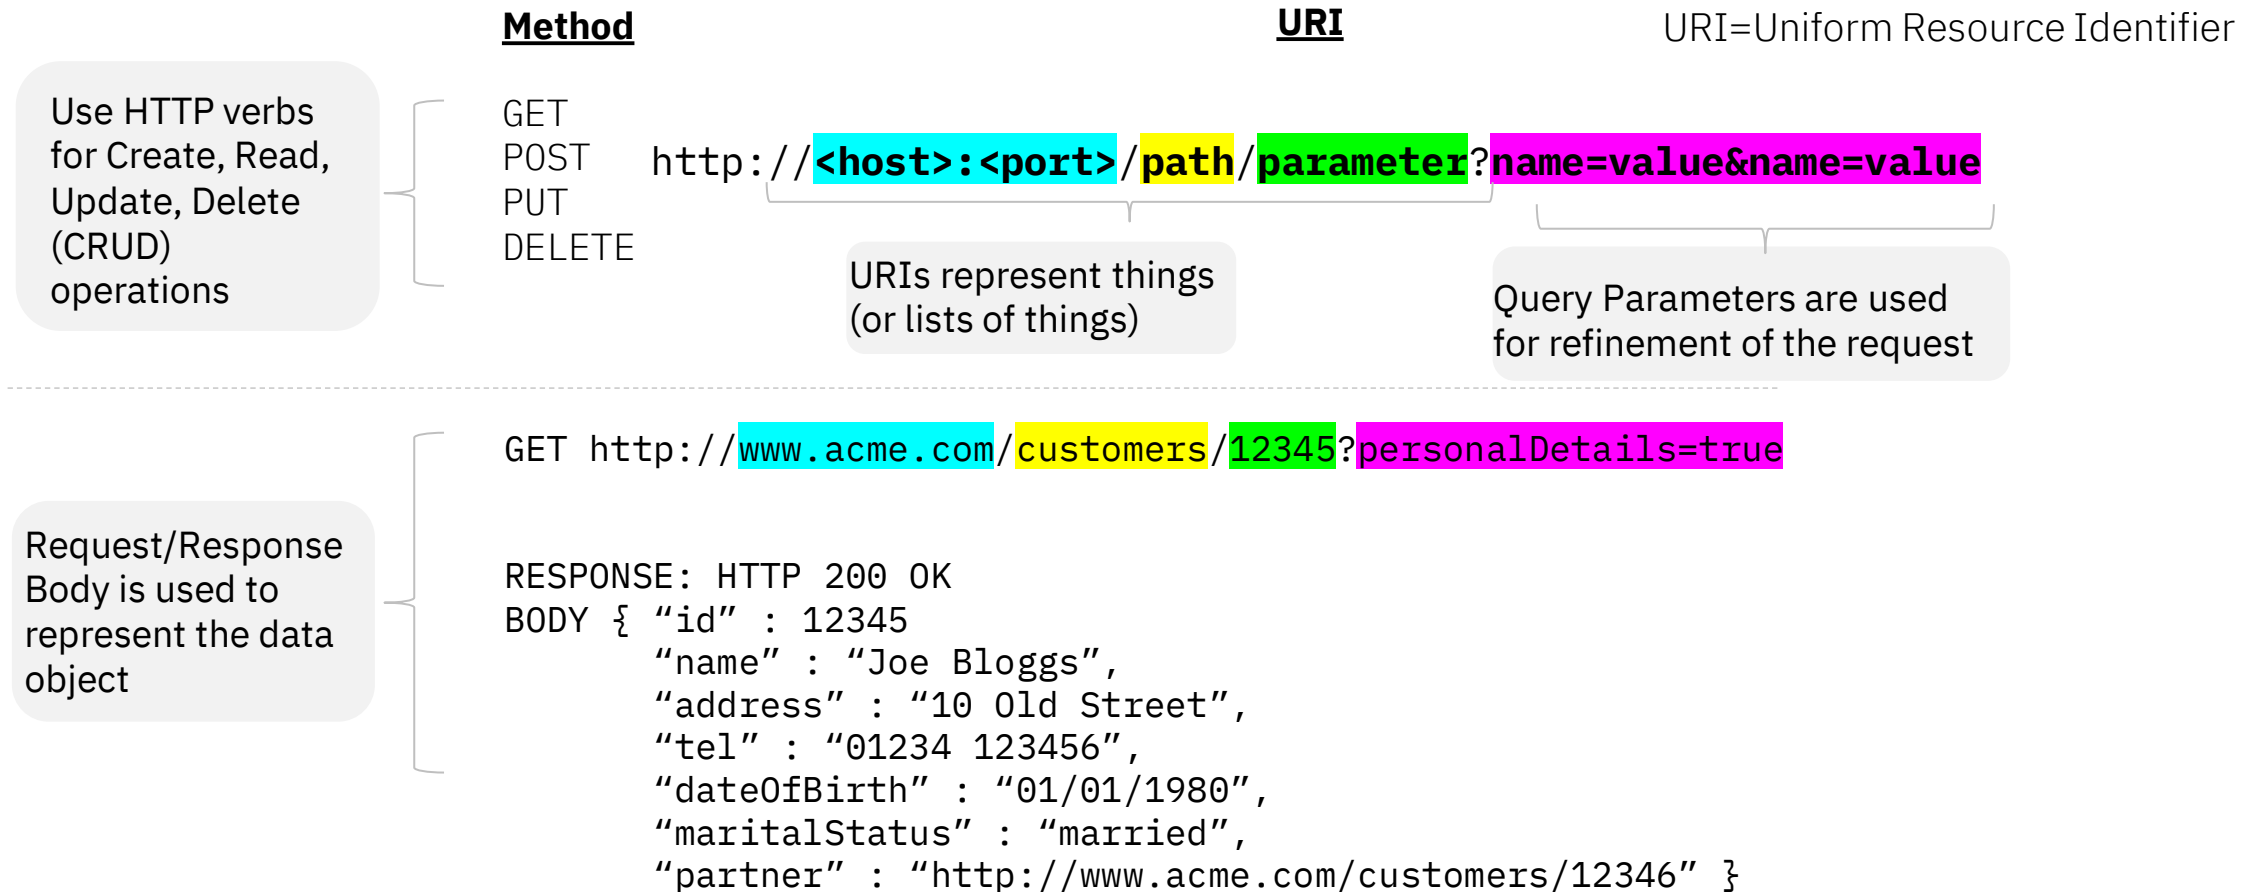 Method
URI
URI=Uniform Resource Identifier
Use HTTP verbs
for Create, Read,
Update, Delete
(CRUD)
operations
GET
POST
PUT
DELETE
http://<host>:<port>/path/parameter?name=value&name=value
URIs represent things
(or lists of things)
Query Parameters are used
for refinement of the request
GET http://www.acme.com/customers/12345?personalDetails=true
Request/Response
Body is used to
represent the data
object
RESPONSE: HTTP 200 OK
BODY { “id” : 12345
“name” : “Joe Bloggs”,
“address” : “10 Old Street”,
“tel” : “01234 123456”,
“dateOfBirth” : “01/01/1980”,
“maritalStatus” : “married”,
“partner” : “http://www.acme.com/customers/12346” }